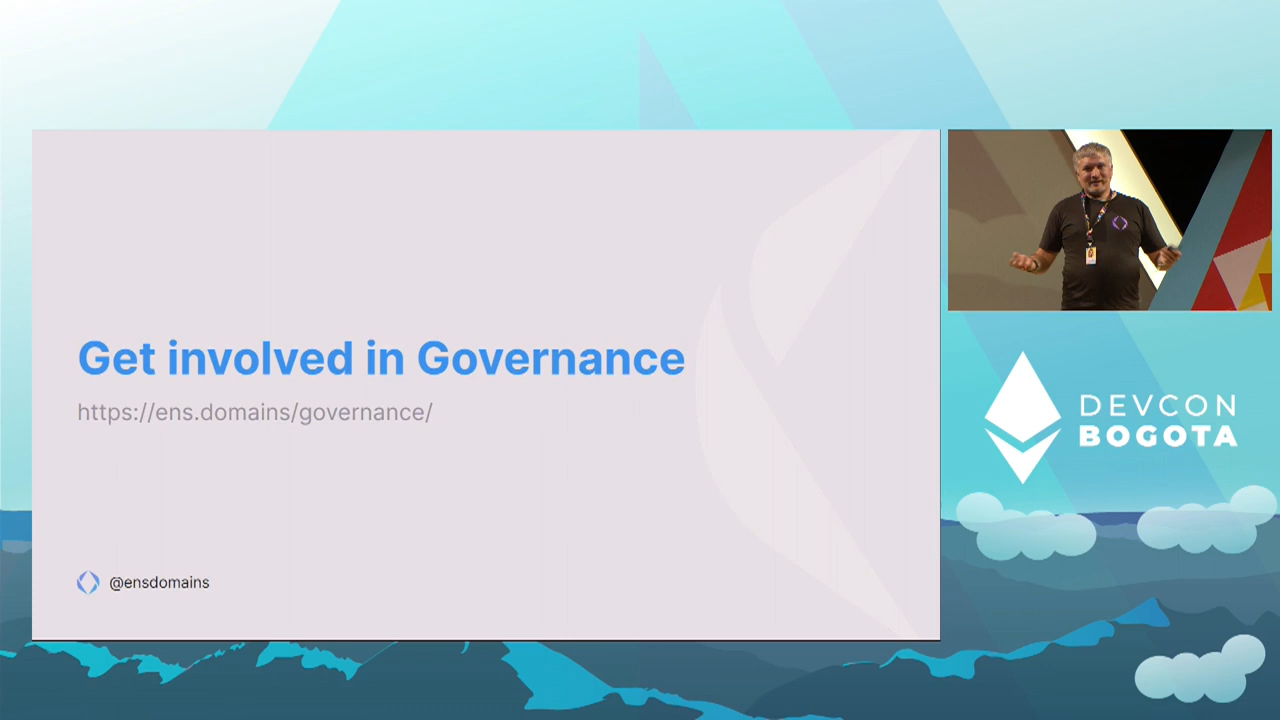 Get involved in Governance
https://ens.domains/governance/
@ensdomains
DEVCON
BOGOTA